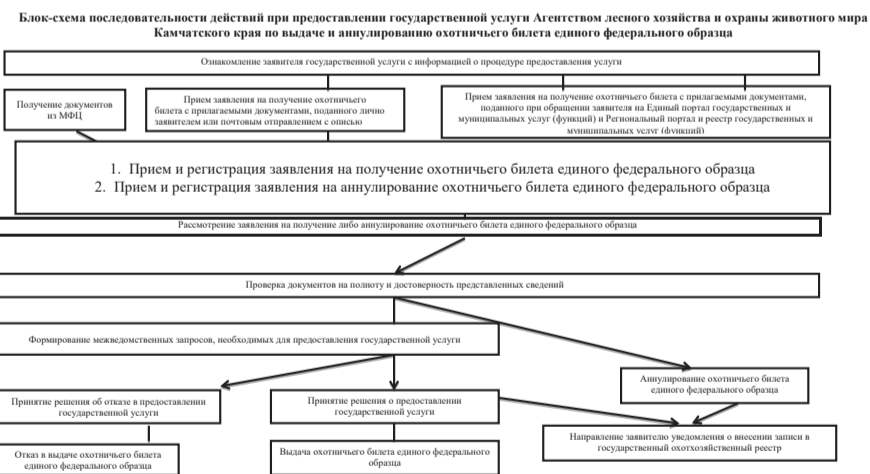 Блок-схема последовательности действий при предоставлении государственной услуги Агентством лесного хозяйства и охраны животного мира
Камчатского края по выдаче и аннулированию охотничьего билета единого федерального образца
Ознакомление заявителя государственной услуги с информацией о процедуре предоставления услуги
Получение документов
из МФЦ
Прием заявления на получение охотничьего
билета с прилагаемыми документами, поданного лично
заявителем или почтовым отправлением с описью
Прием заявления на получение охотничьего билета с прилагаемыми документами,
поданного при обращении заявителя на Единый портал государственных и
муниципальных услуг (функций) и Региональный портал и реестр государственных и
муниципальных услуг (функций)
1. Прием и регистрация заявления на получение охотничьего билета единого федерального образца
2. Прием и регистрация заявления на аннулирование охотничьего билета единого федерального образца
Рассмотрение заявления на получение либо аннулирование охотничьего билета единого федерального образца
Проверка документов на полноту и достоверность представленных сведений
Формирование межведомственных запросов, необходимых для предоставления государственной услуги
Аннулирование охотничьего билета
единого федерального образца
Принятие решения об отказе в предоставлении
государственной услуги
Принятие решения о предоставлении
государственной услуги
Направление заявителю уведомления о внесении записи в
государственный охотхозяйственный реестр
Отказ в выдаче охотничьего билета
единого федерального образца
Выдача охотничьего билета единого федерального
образца